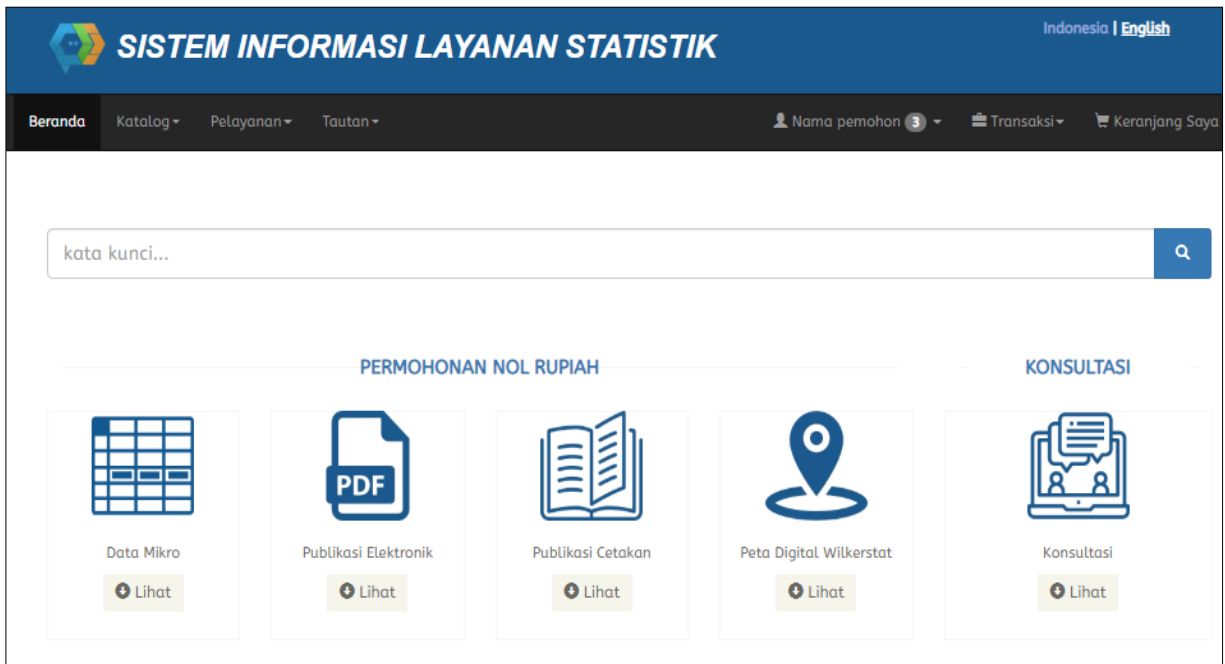 SISTEM INFORMASI LAYANAN STATISTIK
Indonesia | English
Beranda Katalog Pelayanan Tautan Nama pemohon 3 Transaksi Keranjang Saya
kata kunci...
PERMOHONAN NOL RUPIAH KONSULTASI
PDF
Data Mikro Publikasi Elektronik Publikasi Cetakan Peta Digital Wilkerstat Konsultasi
Lihat Lihat Lihat Lihat Lihat